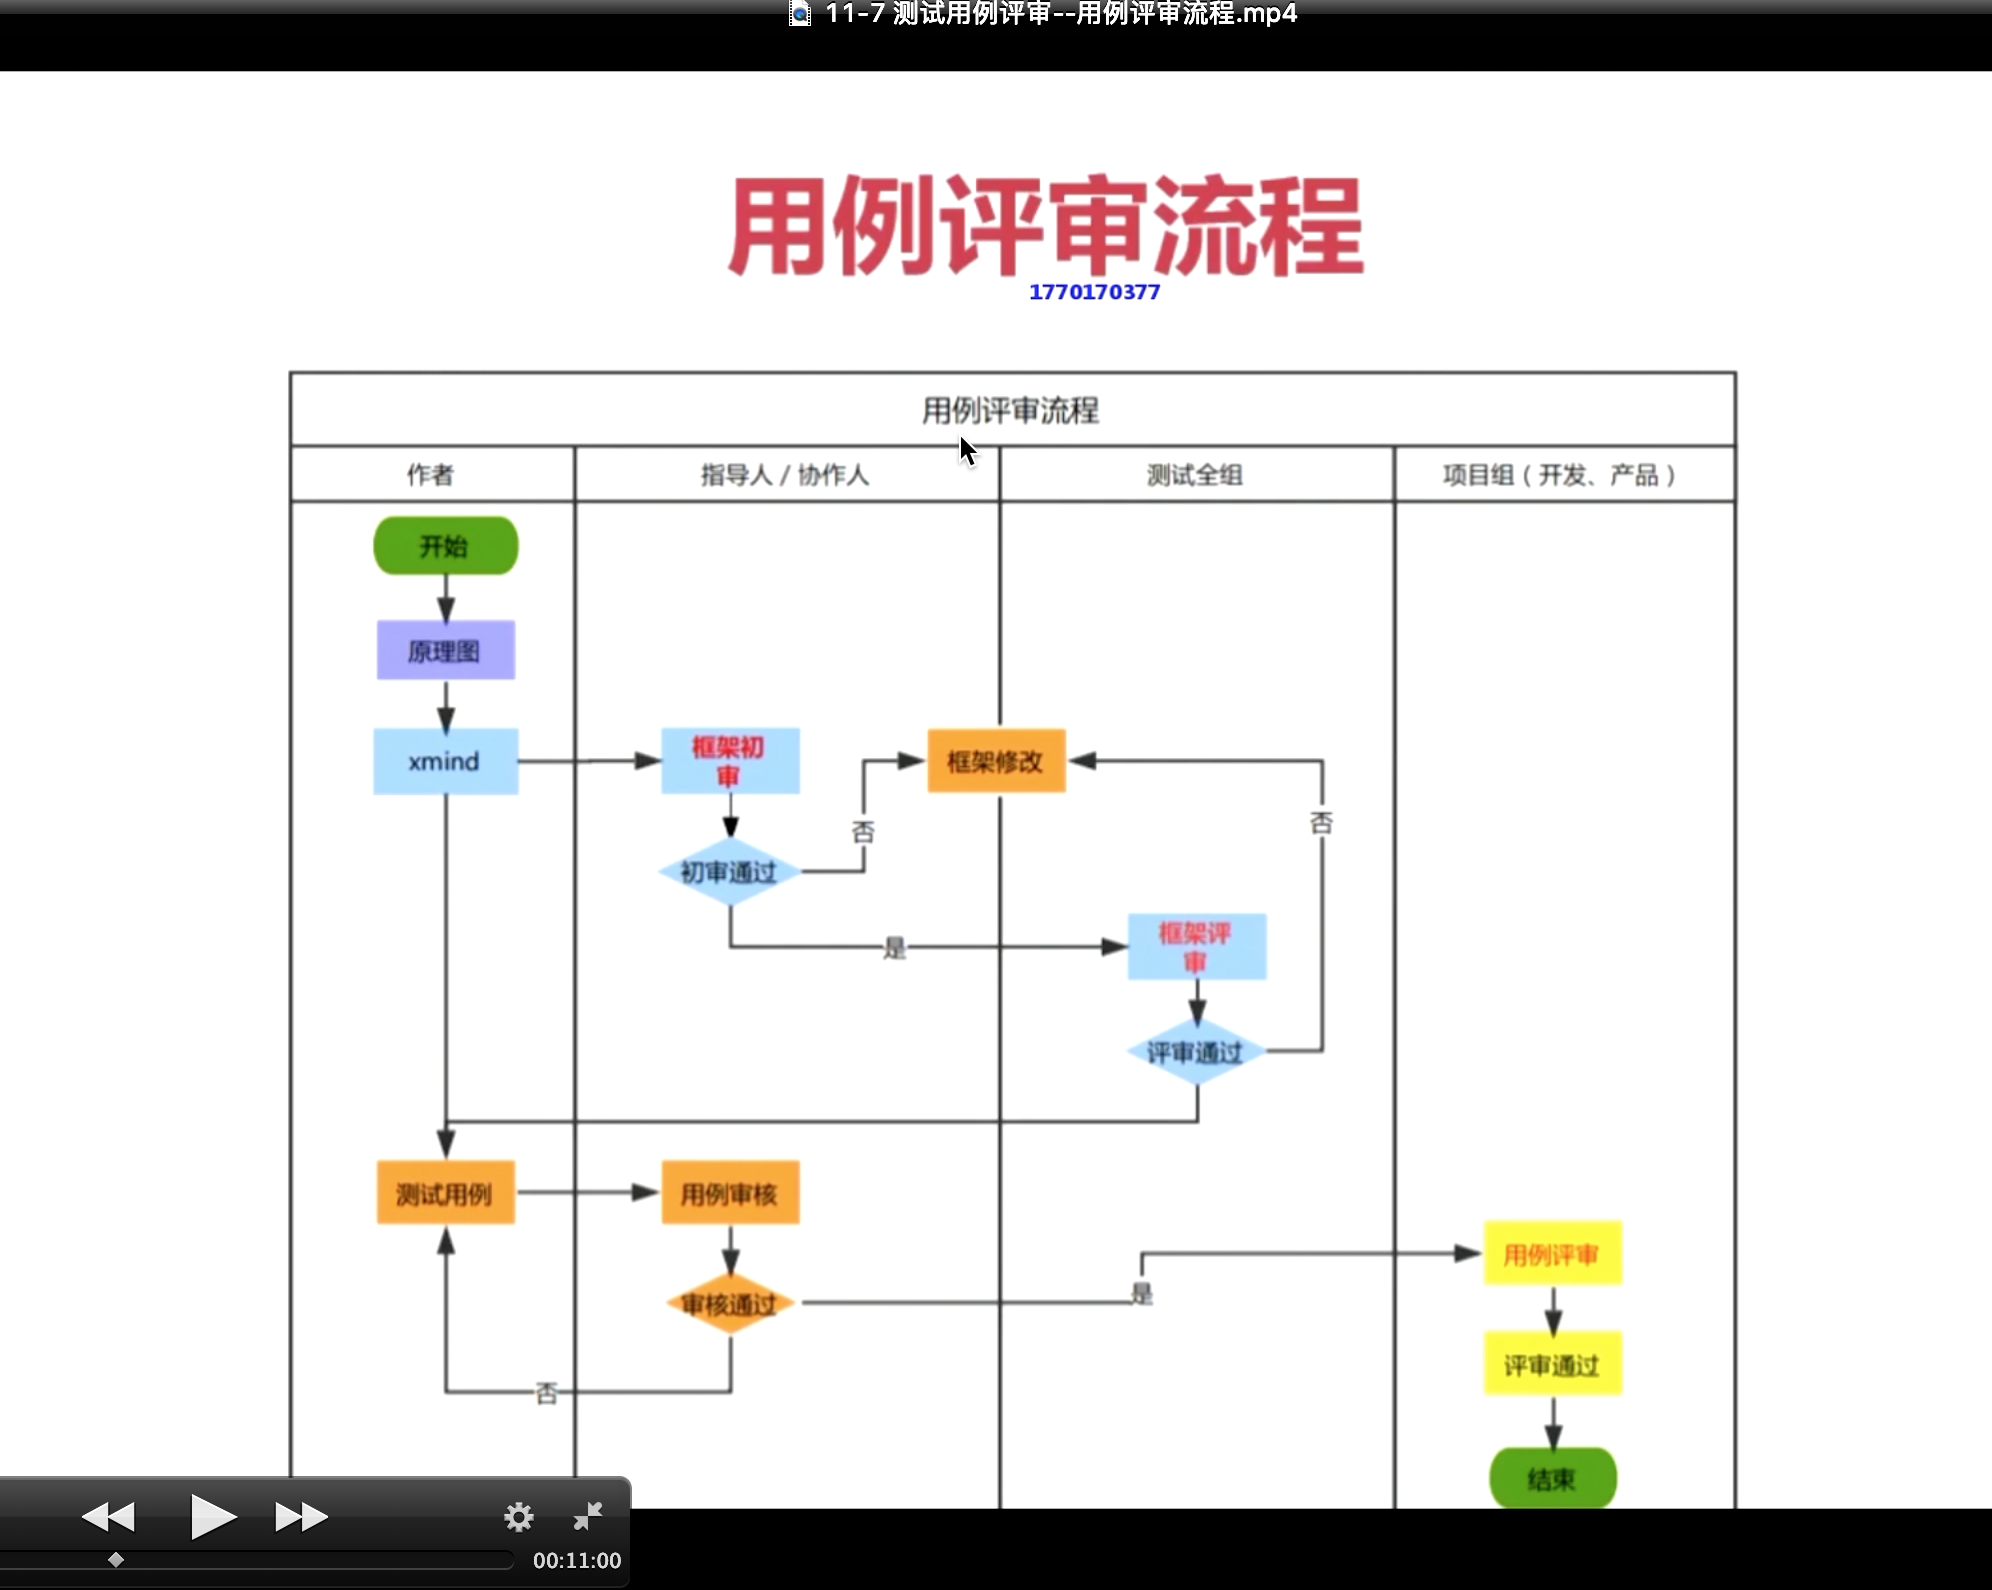 11-7 测试用例评审--用例评审流程.mp4
用例评审流程
1770170377
用例评审流程
作者
指导人 / 协作人
测试全组
项目组 ( 开发、产品 )
开始
原理图
xmind
框架初
审
框架修改
否
否
初审通过
框架评
审
是
评审通过
测试用例
用例审核
用例评审
是
审核通过
评审通过
否
结束
00:11:00